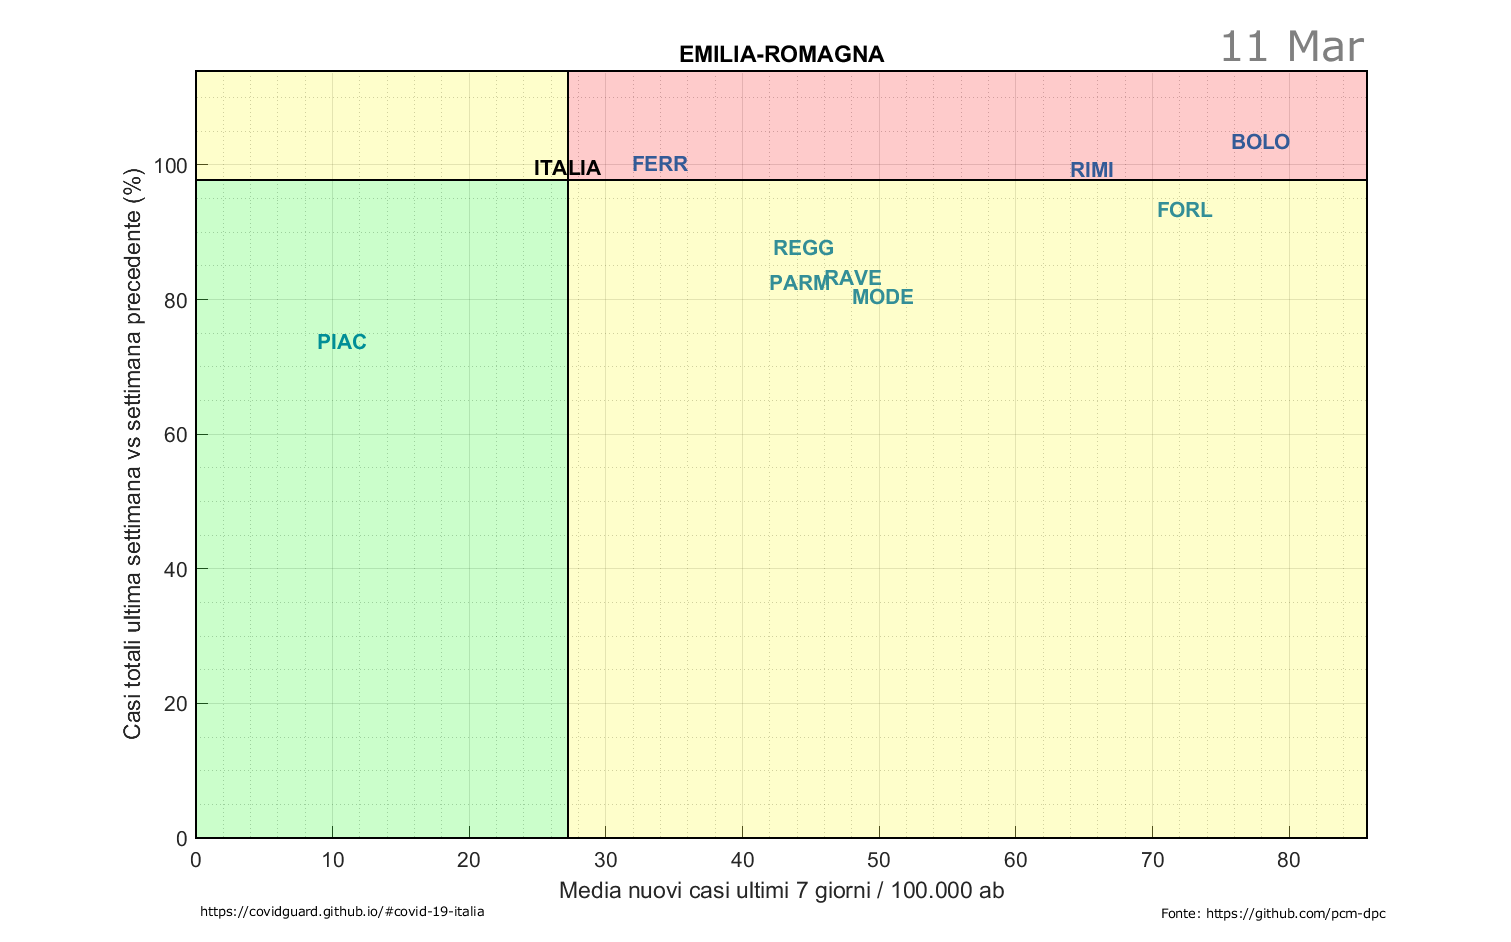 11 Mar
EMILIA-ROMAGNA
Casi totali ultima settimana vs settimana precedente (%)
100
80
60
40
20
0
BOLO
ITALIA
FERR
RIMI
FORL
REGG
RAVE
PARM
MODE
PIAC
0 10 20 30 40 50 60 70 80
Media nuovi casi ultimi 7 giorni / 100.000 ab
https://covidguard.github.io/#covid-19-italia
Fonte: https://github.com/pcm-dpc